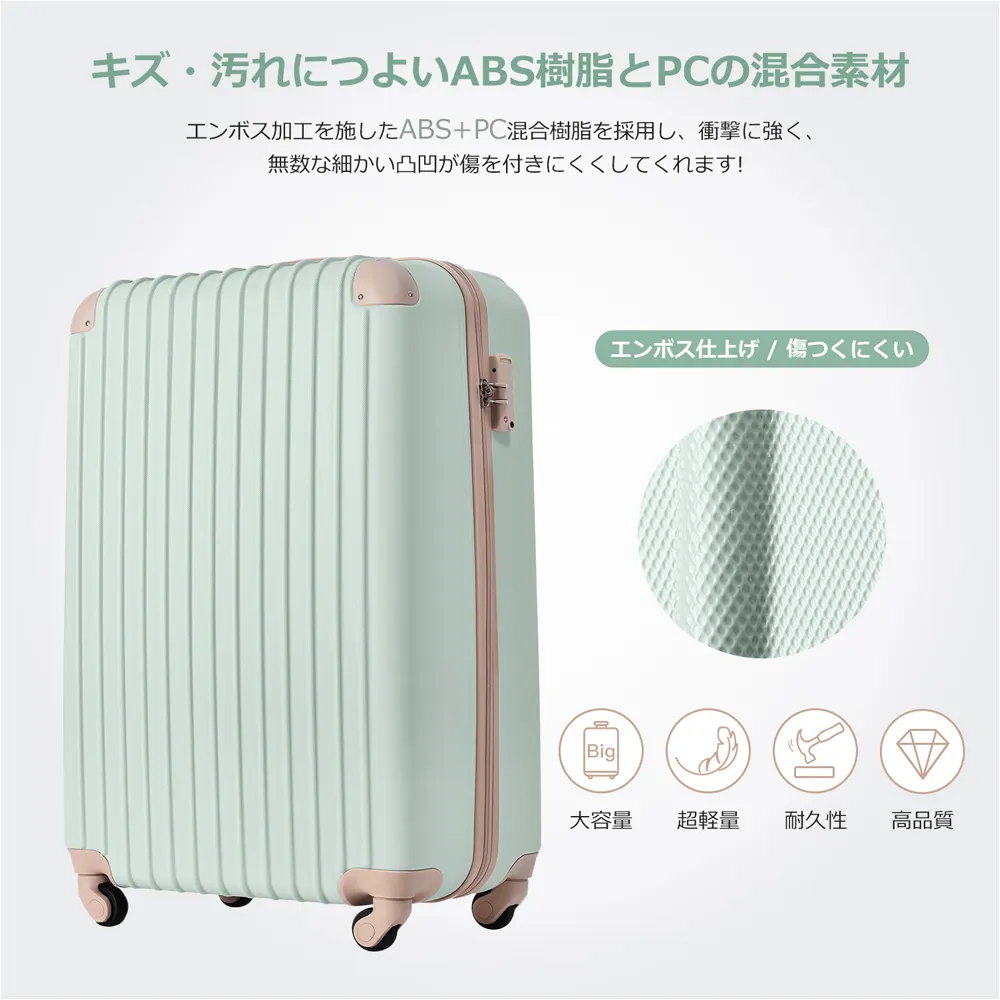 キズ・汚れにつよいABS樹脂とPCの混合素材
エンボス加工を施したABS+PC混合樹脂を採用し、衝撃に強く、
無数な細かい凸凹が傷を付きにくくしてくれます!
エンボス仕上げ / 傷つくにくい
Big
大容量
超軽量
耐久性
高品質